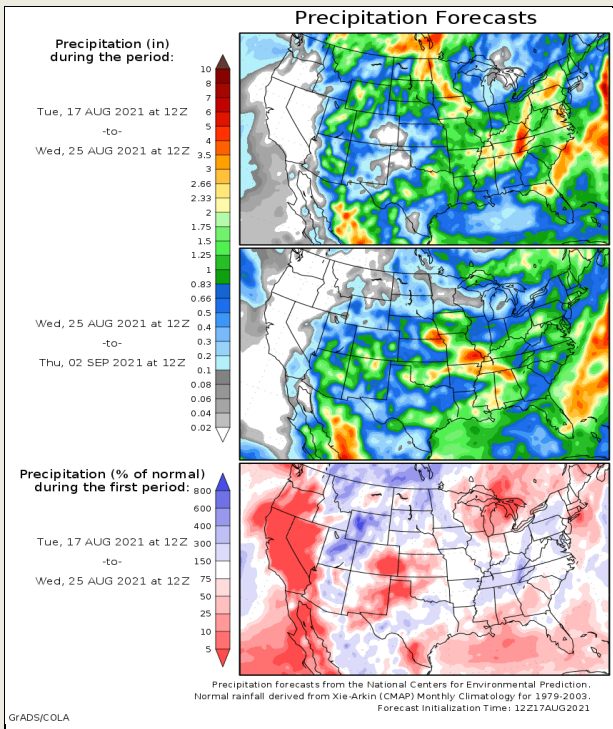 Precipitation Forecasts
Precipitation (in)
during the period:
Tue, 17 AUG 2021 at 12Z
-to-
Wed, 25 AUG 2021 at 12Z
10
8
7
6
5
4
3.5
3
2.66
2.33
2
1.75
1.5
1.25
1
0.83
0.66
0.5
0.4
0.3
0.2
0.1
0.08
0.06
0.04
0.02
Wed, 25 AUG 2021 at 12Z
-to-
Thu, 02 SEP 2021 at 12Z
Precipitation (% of normal)
during the first period:
Tue, 17 AUG 2021 at 12Z
-to-
Wed, 25 AUG 2021 at 12Z
800
600
400
300
150
75
50
25
10
5
Precipitation forecasts from the National Centers for Environmental Prediction.
Normal rainfall derived from Xie-Arkin (CMAP) Monthly Climatology for 1979-2003.
Forecast Initialization Time: 12Z17AUG2021
GrADS/COLA